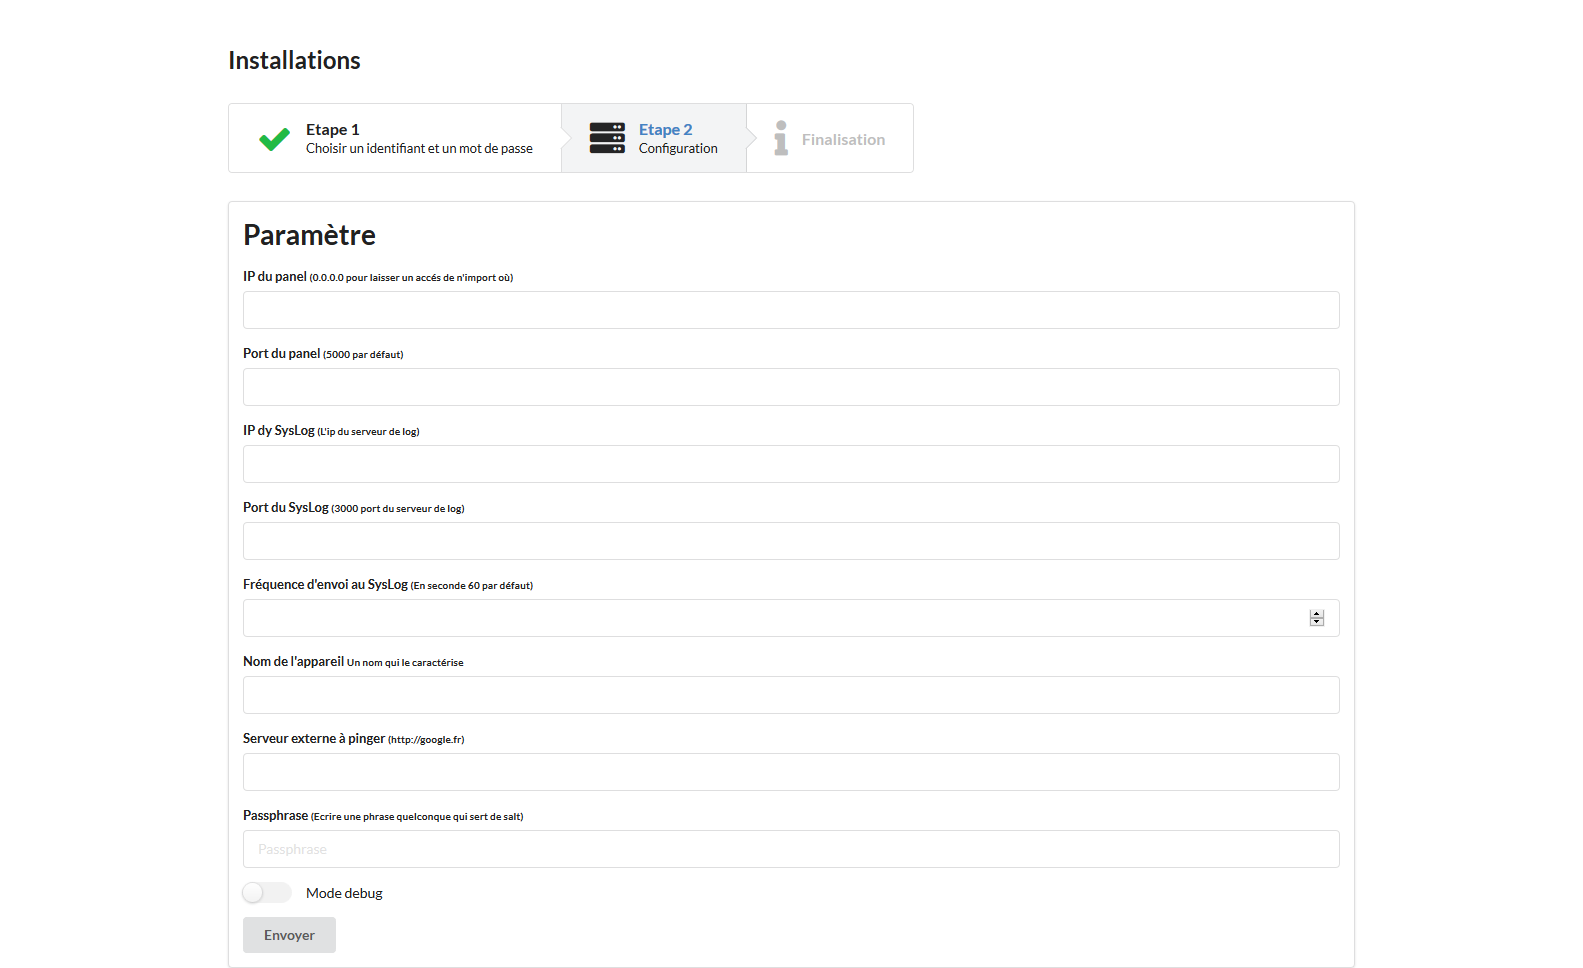 Installations
Etape 1
Choisir un identifiant et un mot de passe
Etape 2
Configuration
Finalisation
Paramètre
IP du panel (0.0.0.0 pour laisser un accés de n'import où)
Port du panel (5000 par défaut)
IP dy SysLog (L'ip du serveur de log)
Port du SysLog (3000 port du serveur de log)
Fréquence d'envoi au SysLog (En seconde 60 par défaut)
Nom de l'appareil Un nom qui le caractérise
Serveur externe à pinger (http://google.fr)
Passphrase (Ecrire une phrase quelconque qui sert de salt)
Passphrase
Mode debug
Envoyer